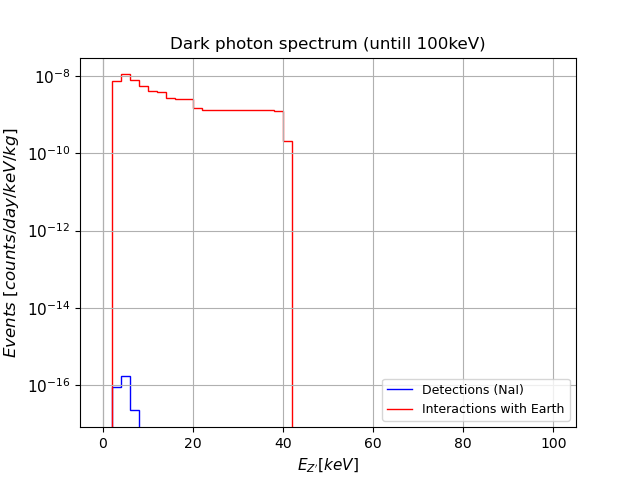 Dark photon spectrum (untill 100keV)
Events [counts/day/keV/kg]
10⁻⁸
10⁻¹⁰
10⁻¹²
10⁻¹⁴
10⁻¹⁶
Detections (NaI)
Interactions with Earth
0 20 40 60 80 100
E_Z' [keV]